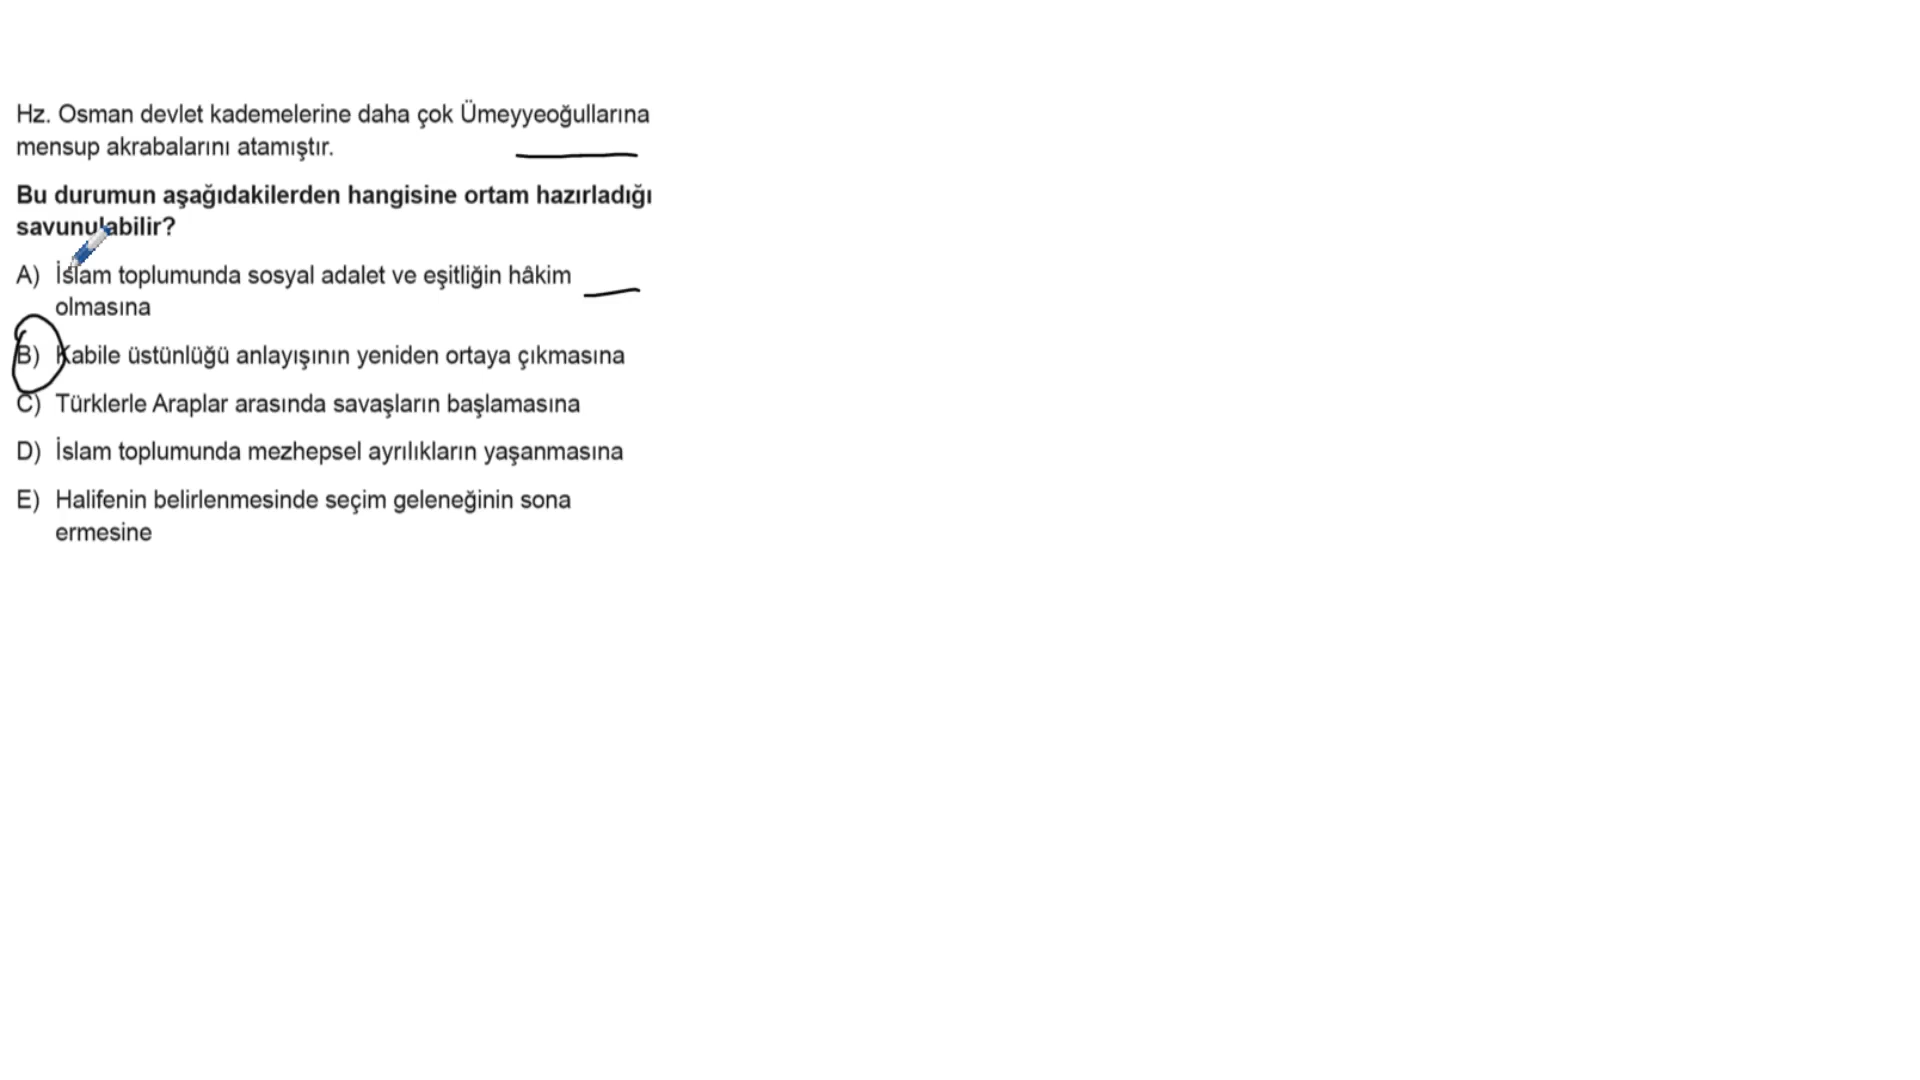 Hz. Osman devlet kademelerine daha çok Ümeyyeoğullarına
mensup akrabalarını atamıştır.
Bu durumun aşağıdakilerden hangisine ortam hazırladığı
savunulabilir?
A) İslam toplumunda sosyal adalet ve eşitliğin hâkim
olmasına
B) Kabile üstünlüğü anlayışının yeniden ortaya çıkmasına
C) Türklerle Araplar arasında savaşların başlamasına
D) İslam toplumunda mezhepsel ayrılıkların yaşanmasına
E) Halifenin belirlenmesinde seçim geleneğinin sona
ermesine